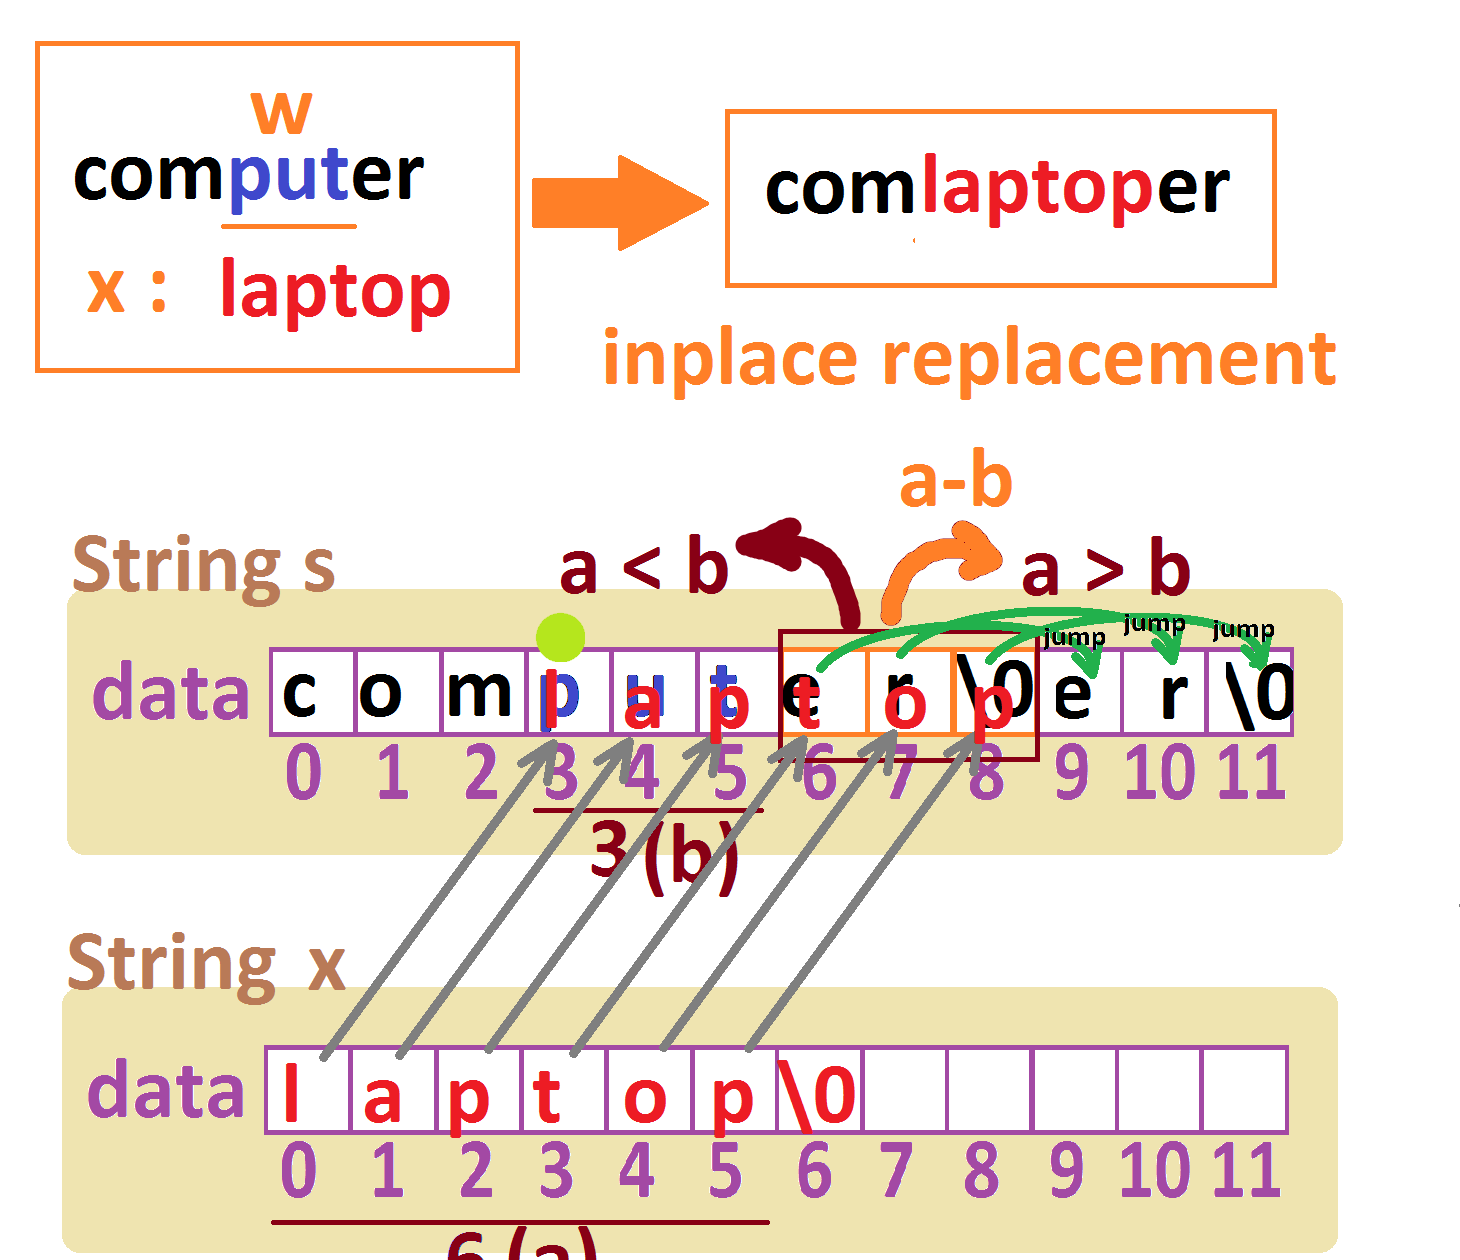 w
computer
x : laptop
comlaptoper
inplace replacement
a-b
String s
a < b
a > b
jump jump jump
data c o m p u t e r \0 e r \0
l a p t o p
0 1 2 3 4 5 6 7 8 9 10 11
3 (b)
String x
data l a p t o p \0
0 1 2 3 4 5 6 7 8 9 10 11
6 (a)